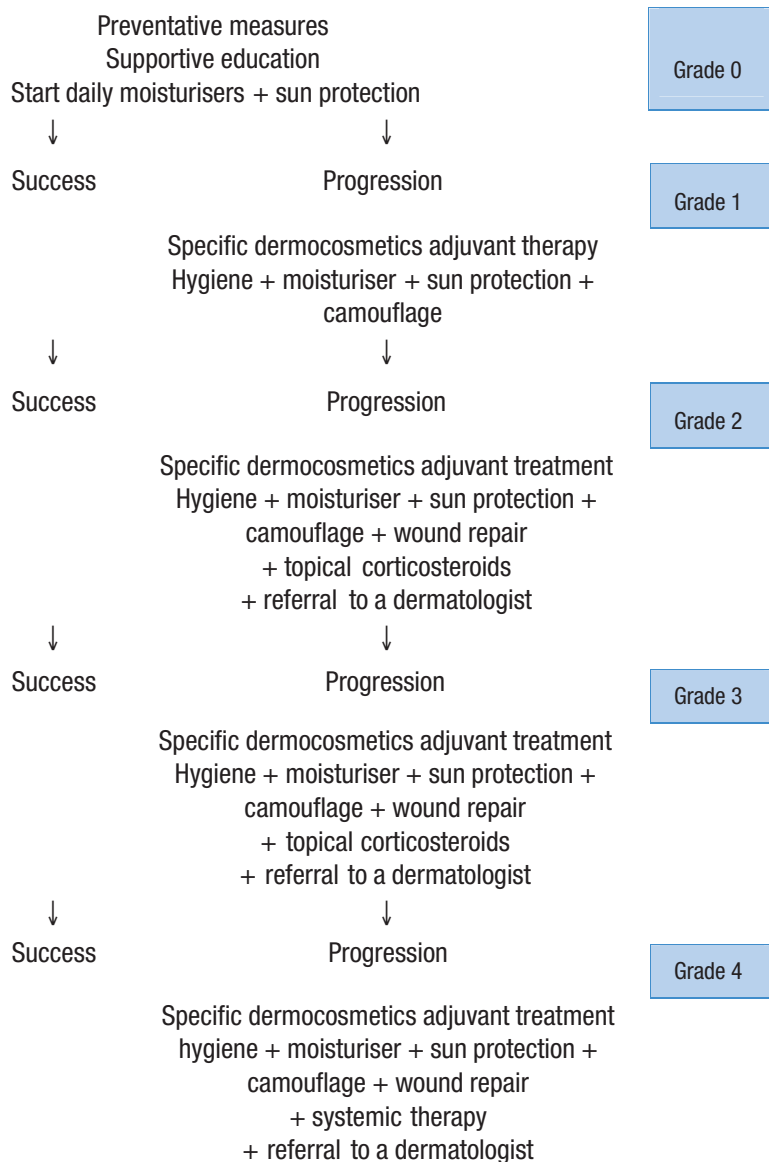 Preventative measures
Supportive education
Start daily moisturisers + sun protection
Grade 0
↓ ↓
Success Progression
Grade 1
Specific dermocosmetics adjuvant therapy
Hygiene + moisturiser + sun protection +
camouflage
↓ ↓
Success Progression
Grade 2
Specific dermocosmetics adjuvant treatment
Hygiene + moisturiser + sun protection +
camouflage + wound repair
+ topical corticosteroids
+ referral to a dermatologist
↓ ↓
Success Progression
Grade 3
Specific dermocosmetics adjuvant treatment
Hygiene + moisturiser + sun protection +
camouflage + wound repair
+ topical corticosteroids
+ referral to a dermatologist
↓ ↓
Success Progression
Grade 4
Specific dermocosmetics adjuvant treatment
hygiene + moisturiser + sun protection +
camouflage + wound repair
+ systemic therapy
+ referral to a dermatologist